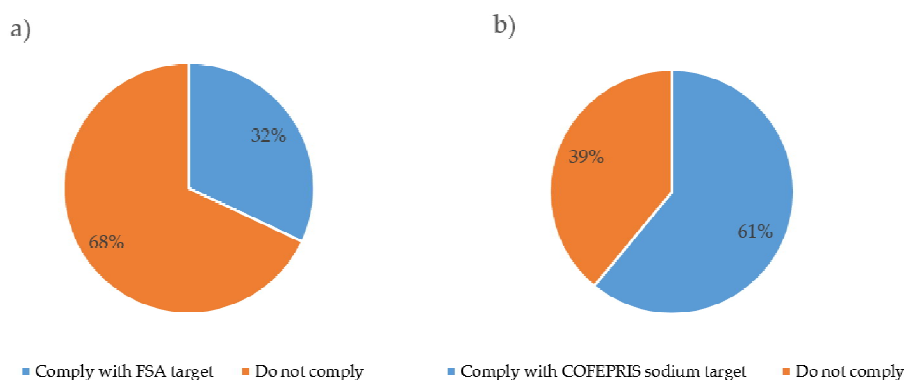 a)
b)
32%
68%
39%
61%
Comply with FSA target
Do not comply
Comply with COFEPRIS sodium target
Do not comply